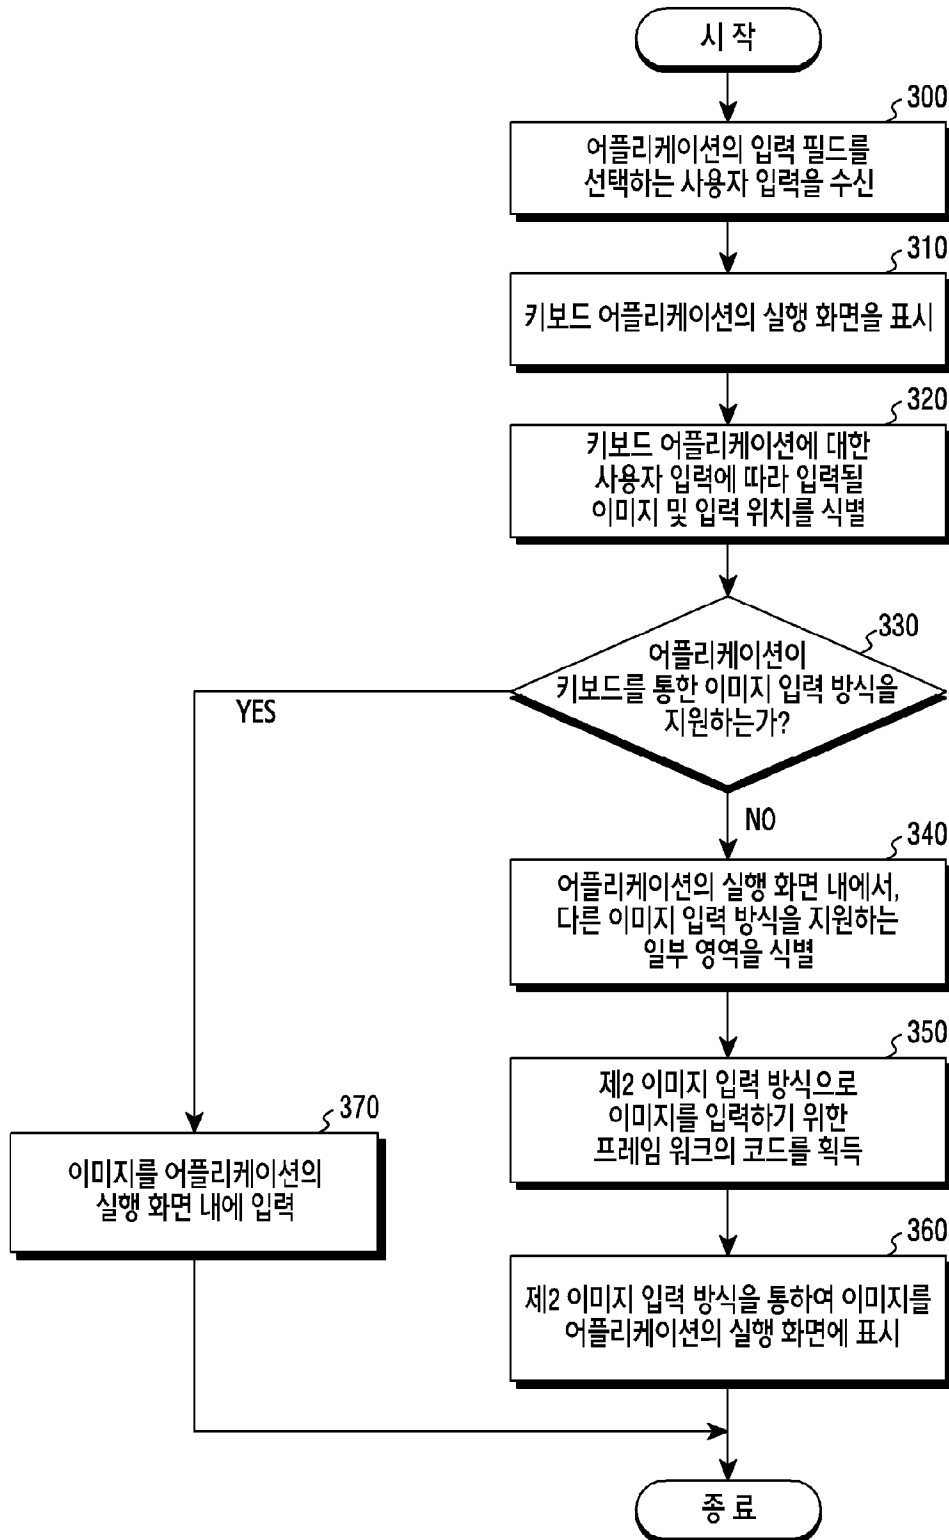 시 작
300
어플리케이션의 입력 필드를
선택하는 사용자 입력을 수신
310
키보드 어플리케이션의 실행 화면을 표시
320
키보드 어플리케이션에 대한
사용자 입력에 따라 입력될
이미지 및 입력 위치를 식별
330
어플리케이션이
키보드를 통한 이미지 입력 방식을
지원하는가?
YES
NO
340
어플리케이션의 실행 화면 내에서,
다른 이미지 입력 방식을 지원하는
일부 영역을 식별
350
제2 이미지 입력 방식으로
이미지를 입력하기 위한
프레임 워크의 코드를 획득
370
이미지를 어플리케이션의
실행 화면 내에 입력
360
제2 이미지 입력 방식을 통하여 이미지를
어플리케이션의 실행 화면에 표시
종 료